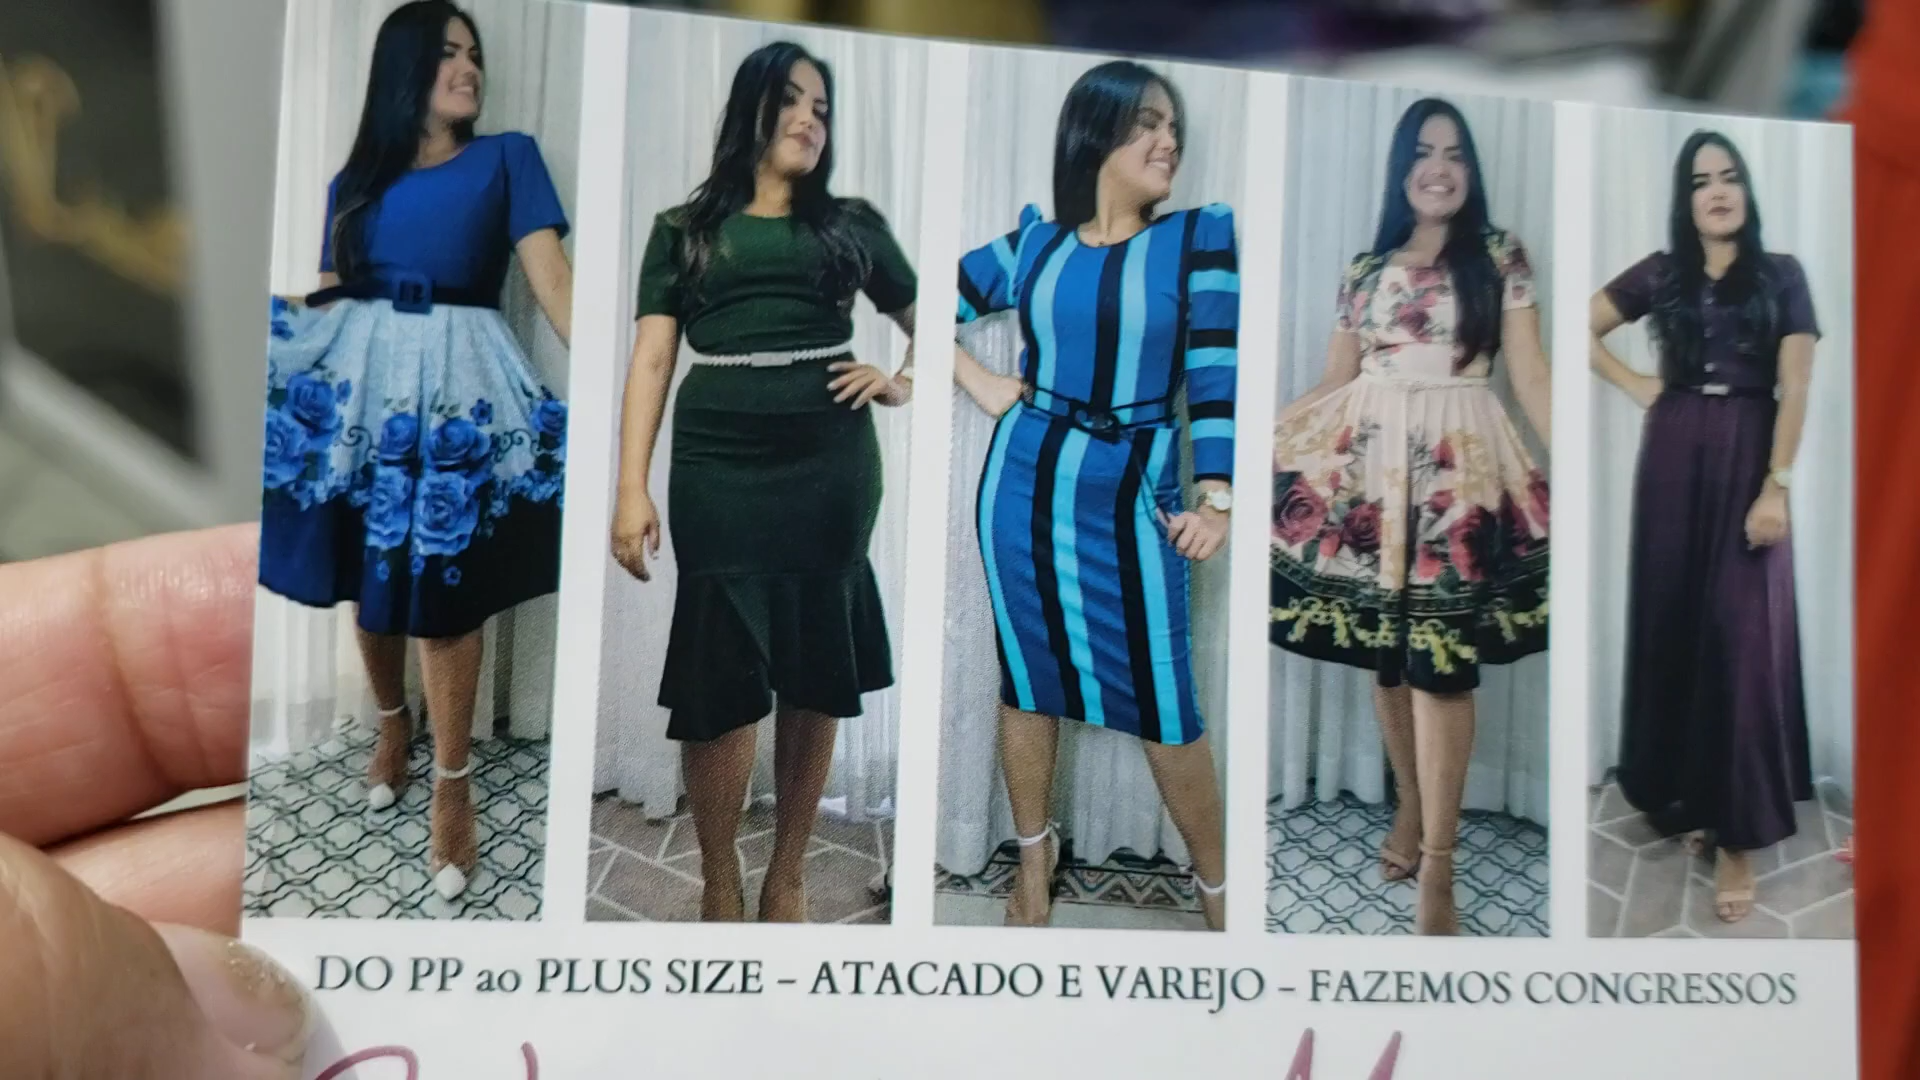 DO PP ao PLUS SIZE – ATACADO E VAREJO – FAZEMOS CONGRESSOS